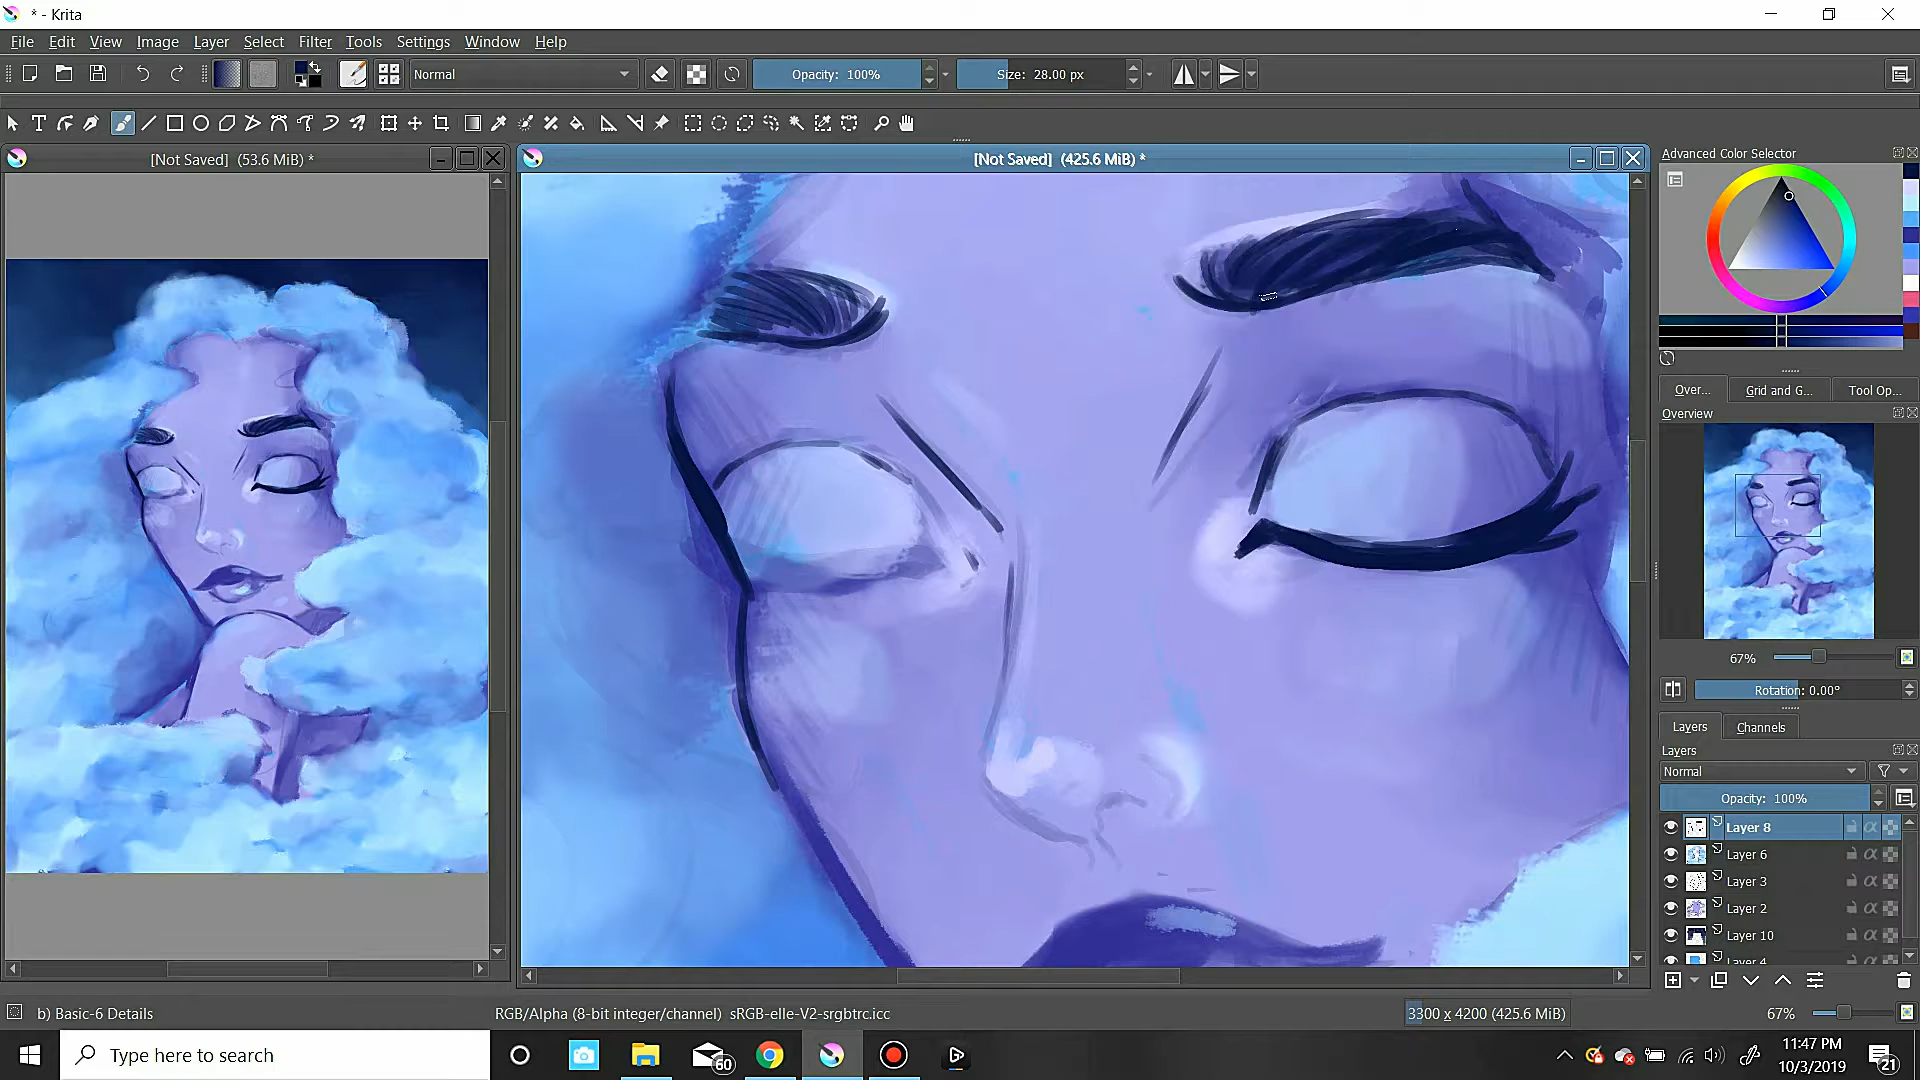 * - Krita
File Edit View Image Layer Select Filter Tools Settings Window Help
Normal
Opacity: 100%
Size: 28.00 px
[Not Saved] (53.6 MiB) *
[Not Saved] (425.6 MiB) *
Advanced Color Selector
Over... Grid and G... Tool Op...
Overview
67%
Rotation: 0.00°
Layers Channels
Layers
Normal
Opacity: 100%
Layer 8
Layer 6
Layer 3
Layer 2
Layer 10
Layer 4
b) Basic-6 Details
RGB/Alpha (8-bit integer/channel) sRGB-elle-V2-srgbtrc.icc
3300 x 4200 (425.6 MiB)
67%
Type here to search
60
11:47 PM
10/3/2019
21